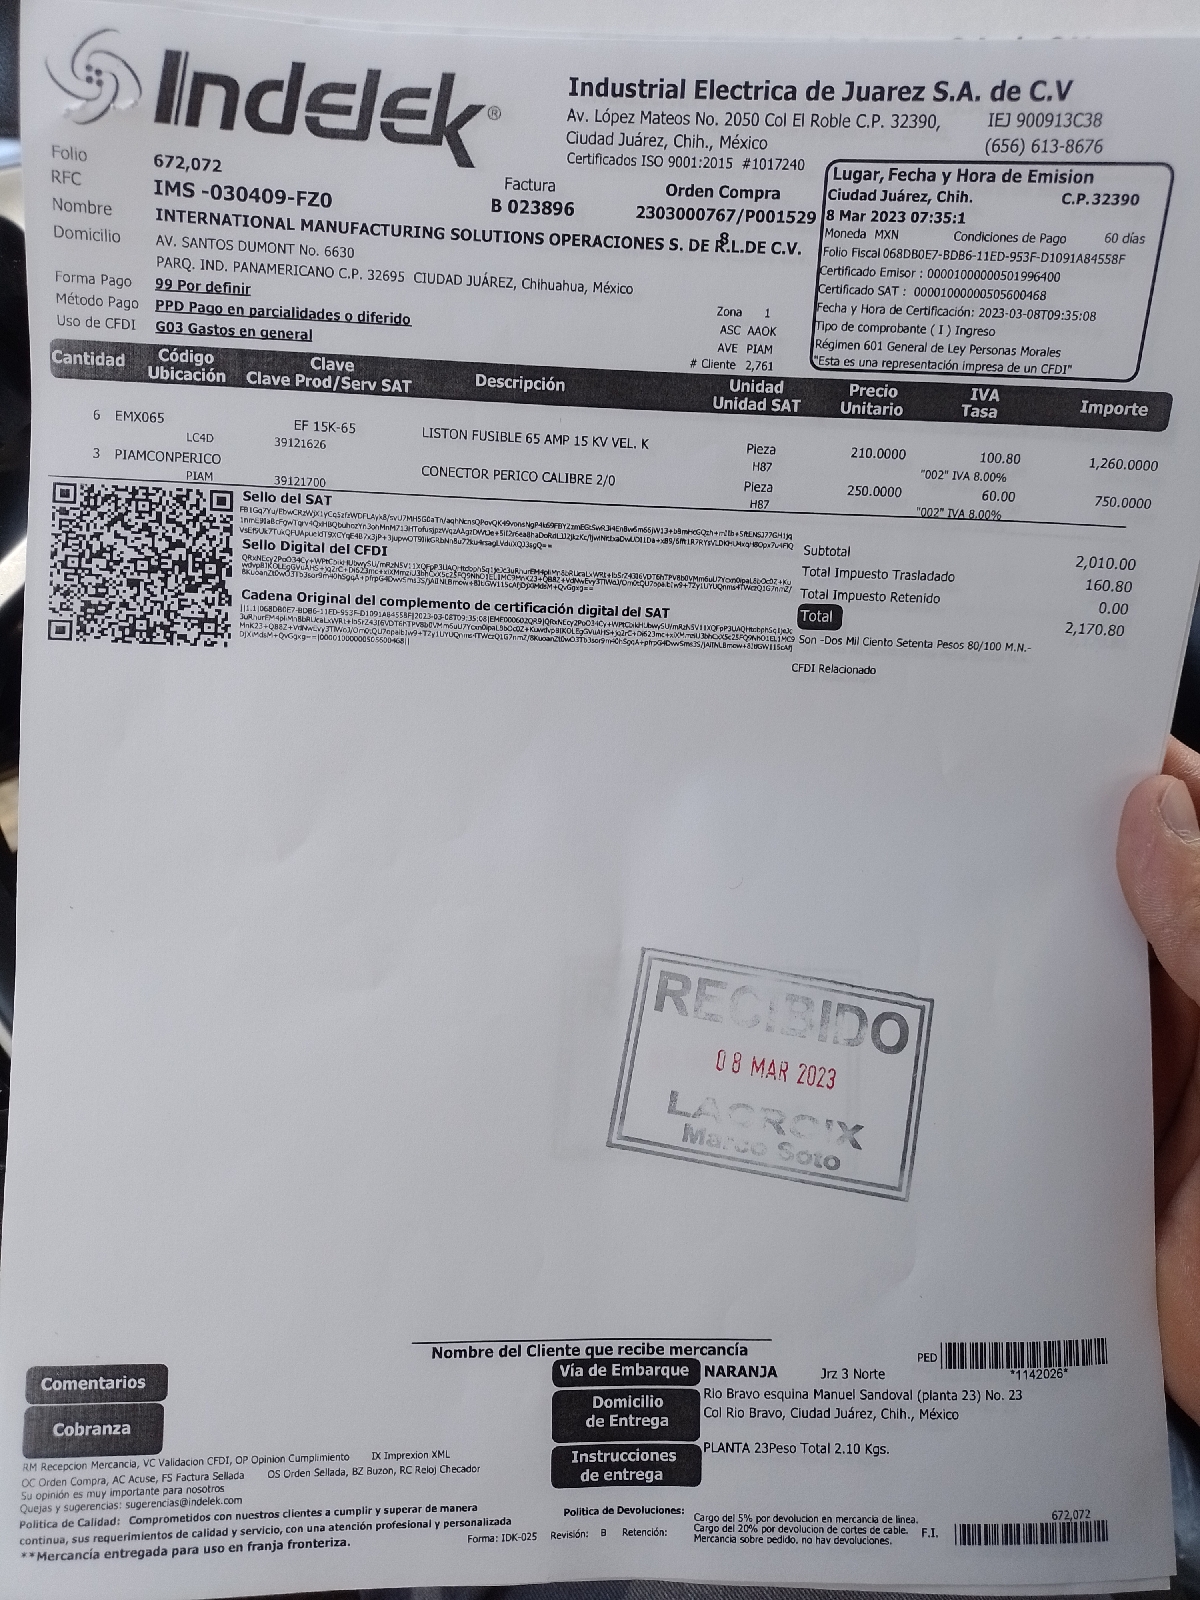 Indelek®
Industrial Electrica de Juarez S.A. de C.V
Av. López Mateos No. 2050 Col El Roble C.P. 32390, IEJ 900913C38
Ciudad Juárez, Chih., México (656) 613-8676
Certificados ISO 9001:2015 #1017240
Folio 672,072
RFC IMS -030409-FZ0
Factura
B 023896
Orden Compra
2303000767/P001529
8
Nombre INTERNATIONAL MANUFACTURING SOLUTIONS OPERACIONES S. DE R.L.DE C.V.
Domicilio AV. SANTOS DUMONT No. 6630
PARQ. IND. PANAMERICANO C.P. 32695 CIUDAD JUÁREZ, Chihuahua, México
Forma Pago 99 Por definir
Método Pago PPD Pago en parcialidades o diferido
Uso de CFDI G03 Gastos en general
Zona 1
ASC AAOK
AVE PIAM
# Cliente 2,761
Lugar, Fecha y Hora de Emision
Ciudad Juárez, Chih. C.P.32390
8 Mar 2023 07:35:1
Moneda MXN Condiciones de Pago 60 días
Folio Fiscal 068DB0E7-BDB6-11ED-953F-D1091A84558F
Certificado Emisor : 00001000000501996400
Certificado SAT : 00001000000505600468
Fecha y Hora de Certificación: 2023-03-08T09:35:08
Tipo de comprobante ( I ) Ingreso
Régimen 601 General de Ley Personas Morales
"Esta es una representación impresa de un CFDI"
Cantidad Código Ubicación Clave Clave Prod/Serv SAT Descripción Unidad Unidad SAT Precio Unitario IVA Tasa Importe
6 EMX065 EF 15K-65 LISTON FUSIBLE 65 AMP 15 KV VEL. K Pieza 210.0000 100.80 1,260.0000
LC4D 39121626 H87 "002" IVA 8.00%
3 PIAMCONPERICO CONECTOR PERICO CALIBRE 2/0 Pieza 250.0000 60.00 750.0000
PIAM 39121700 H87 "002" IVA 8.00%
Sello del SAT
Sello Digital del CFDI
Cadena Original del complemento de certificación digital del SAT
Subtotal 2,010.00
Total Impuesto Trasladado 160.80
Total Impuesto Retenido 0.00
Total 2,170.80
Son -Dos Mil Ciento Setenta Pesos 80/100 M.N.-
CFDI Relacionado
RECIBIDO
08 MAR 2023
LACROIX
Marco Soto
Nombre del Cliente que recibe mercancía
PED
*1142026*
Comentarios
Cobranza
Vía de Embarque NARANJA Jrz 3 Norte
Domicilio de Entrega
Rio Bravo esquina Manuel Sandoval (planta 23) No. 23
Col Rio Bravo, Ciudad Juárez, Chih., México
Instrucciones de entrega
PLANTA 23Peso Total 2.10 Kgs.
RM Recepcion Mercancia, VC Validacion CFDI, OP Opinion Cumplimiento IX Imprexion XML
OC Orden Compra, AC Acuse, FS Factura Sellada OS Orden Sellada, BZ Buzon, RC Reloj Checador
Su opinión es muy importante para nosotros
Quejas y sugerencias: sugerencias@indelek.com
Politica de Calidad: Comprometidos con nuestros clientes a cumplir y superar de manera
continua, sus requerimientos de calidad y servicio, con una atención profesional y personalizada
**Mercancía entregada para uso en franja fronteriza.
Forma: IDK-025 Revisión: B Retención:
Politica de Devoluciones: Cargo del 5% por devolucion en mercancia de linea.
Cargo del 20% por devolucion de cortes de cable.
Mercancia sobre pedido, no hay devoluciones.
F.I.
672,072